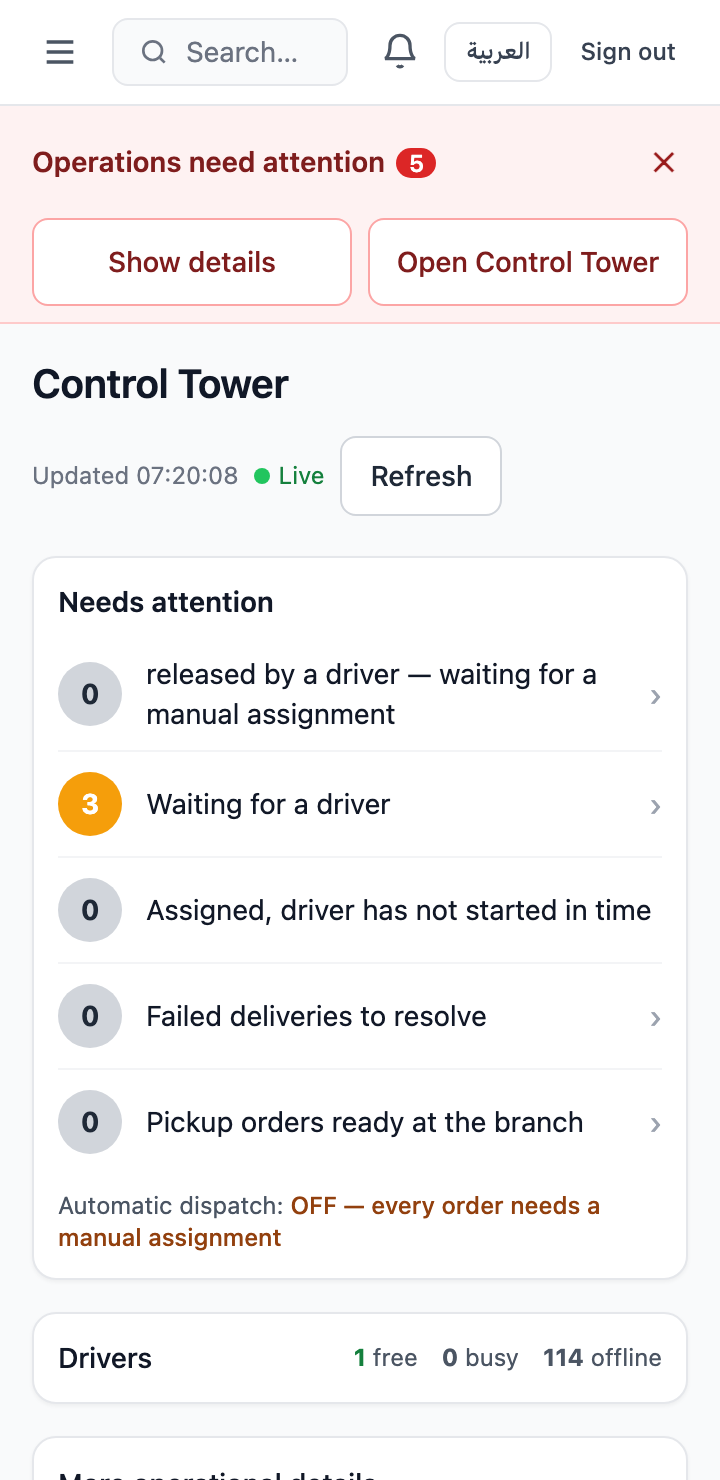 Search...
العربية
Sign out
Operations need attention 5
Show details
Open Control Tower
Control Tower
Updated 07:20:08
Live
Refresh
Needs attention
0
released by a driver — waiting for a
manual assignment
3
Waiting for a driver
0
Assigned, driver has not started in time
0
Failed deliveries to resolve
0
Pickup orders ready at the branch
Automatic dispatch: OFF — every order needs a
manual assignment
Drivers
1 free
0 busy
114 offline
More operational details